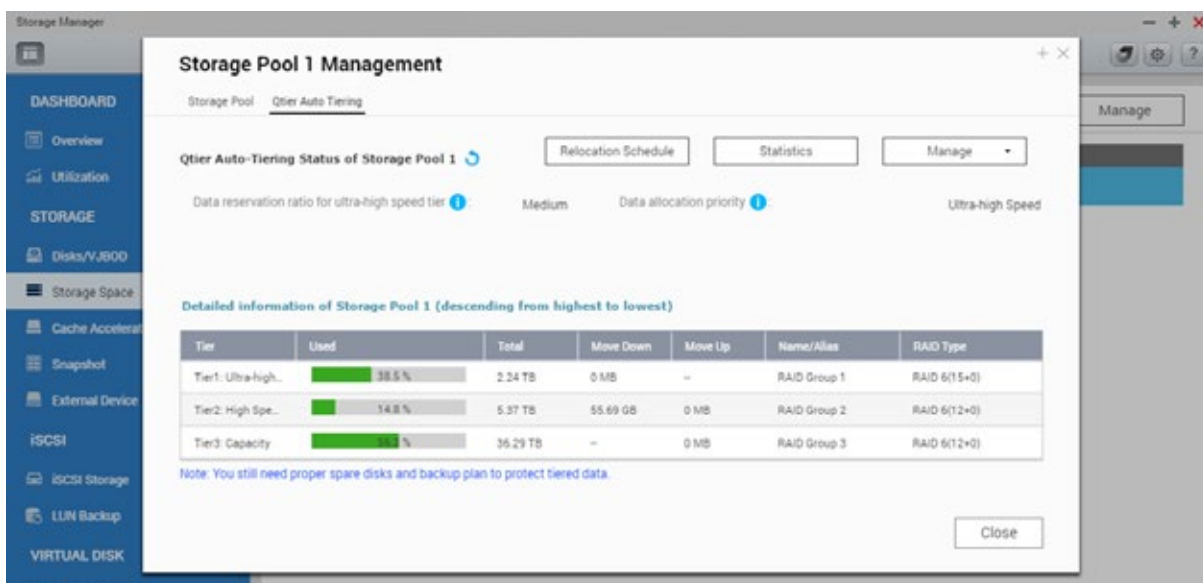 Storage Manager
Storage Pool 1 Management
Storage Pool Qtier Auto Tiering
DASHBOARD
Manage
Overview
Qtier Auto-Tiering Status of Storage Pool 1 Relocation Schedule Statistics Manage
Utilization
Data reservation ratio for ultra-high speed tier : Medium Data allocation priority : Ultra-high Speed
STORAGE
Disks/VJBOD
Storage Space
Detailed information of Storage Pool 1 (descending from highest to lowest)
Cache Accelerat
Tier Used Total Move Down Move Up Name/Alias RAID Type
Snapshot
Tier1: Ultra-high... 38.5 % 2.24 TB 0 MB -- RAID Group 1 RAID 6(15+0)
External Device
Tier2: High Spe... 14.8 % 5.37 TB 55.69 GB 0 MB RAID Group 2 RAID 6(12+0)
iSCSI
Tier3: Capacity % 36.29 TB -- 0 MB RAID Group 3 RAID 6(12+0)
Note: You still need proper spare disks and backup plan to protect tiered data.
iSCSI Storage
LUN Backup
Close
VIRTUAL DISK